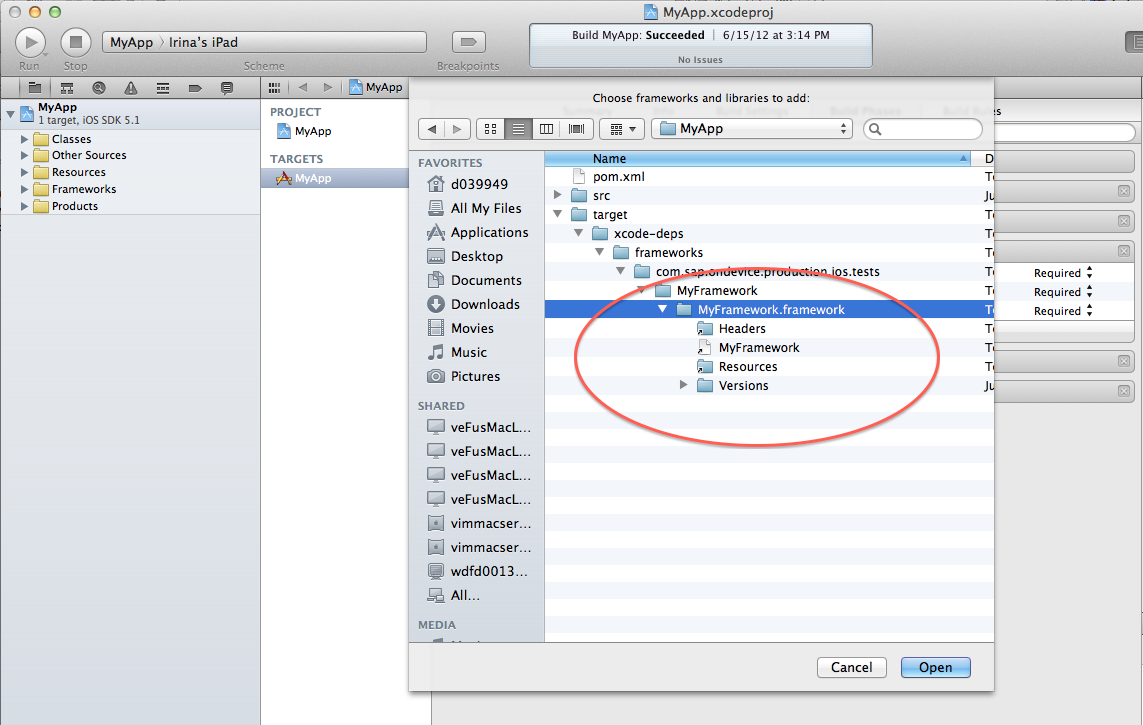 MyApp.xcodeproj
MyApp 〉 Irina's iPad
Build MyApp: Succeeded | 6/15/12 at 3:14 PM
No Issues
Run
Stop
Scheme
Breakpoints
MyApp
1 target, iOS SDK 5.1
Classes
Other Sources
Resources
Frameworks
Products
MyApp
PROJECT
MyApp
TARGETS
MyApp
Choose frameworks and libraries to add:
MyApp
FAVORITES
d039949
All My Files
Applications
Desktop
Documents
Downloads
Movies
Music
Pictures
SHARED
veFusMacL...
veFusMacL...
veFusMacL...
veFusMacL...
vimmacser...
vimmacser...
wdfd0013...
All...
MEDIA
Name
D
pom.xml
src
target
xcode-deps
frameworks
com.sap.ondevice.production.ios.tests
MyFramework
MyFramework.framework
Headers
MyFramework
Resources
Versions
Required
Required
Required
Cancel
Open